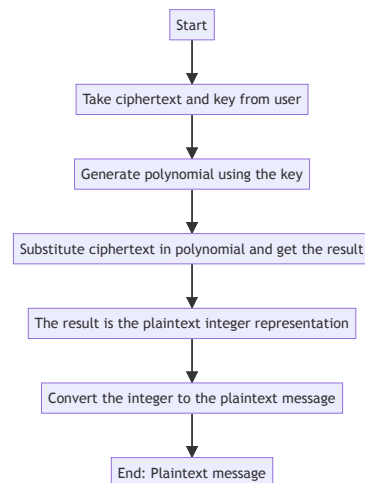 Start
Take ciphertext and key from user
Generate polynomial using the key
Substitute ciphertext in polynomial and get the result
The result is the plaintext integer representation
Convert the integer to the plaintext message
End: Plaintext message